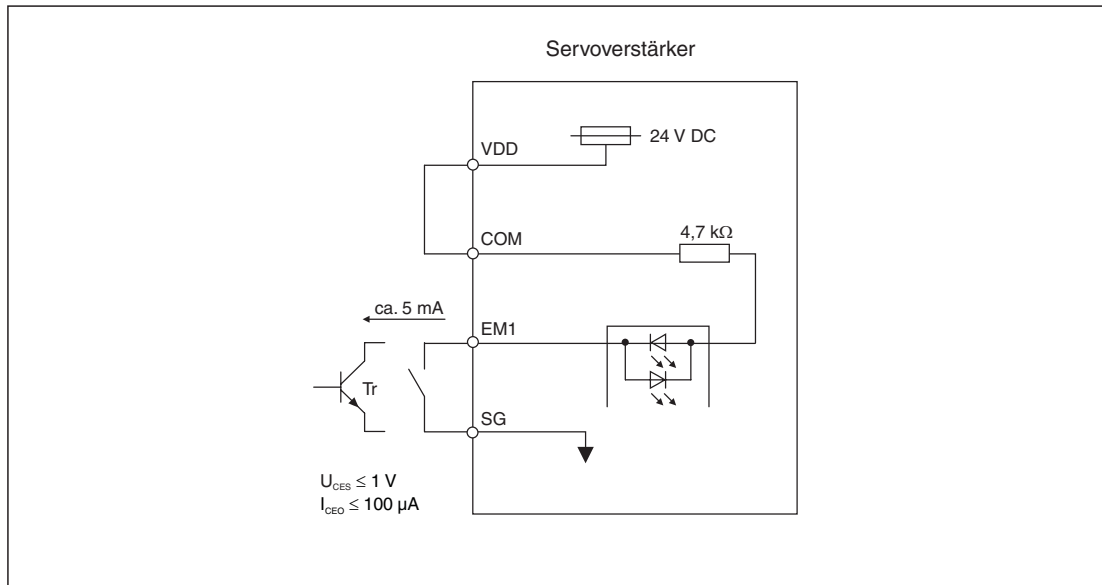 Servoverstärker
24 V DC
VDD
COM
4,7 kΩ
ca. 5 mA
EM1
Tr
SG
U_CES ≤ 1 V
I_CEO ≤ 100 µA